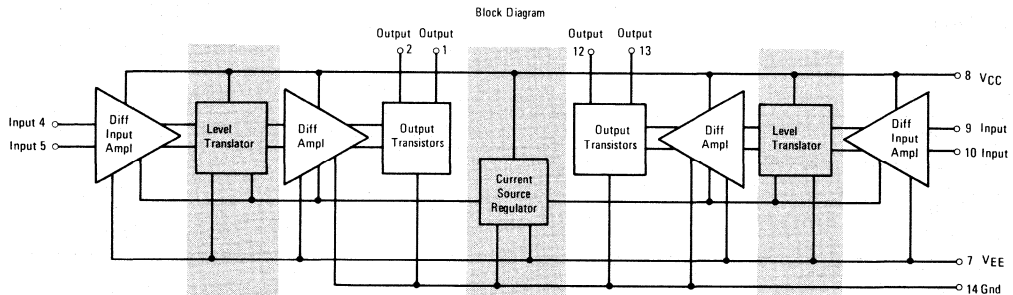 Block Diagram
Output
2
Output
1
Output
12
Output
13
8 VCC
Input 4
Input 5
Diff
Input
Ampl
Level
Translator
Diff
Ampl
Output
Transistors
Current
Source
Regulator
Output
Transistors
Diff
Ampl
Level
Translator
Diff
Input
Ampl
9 Input
10 Input
7 VEE
14 Gnd